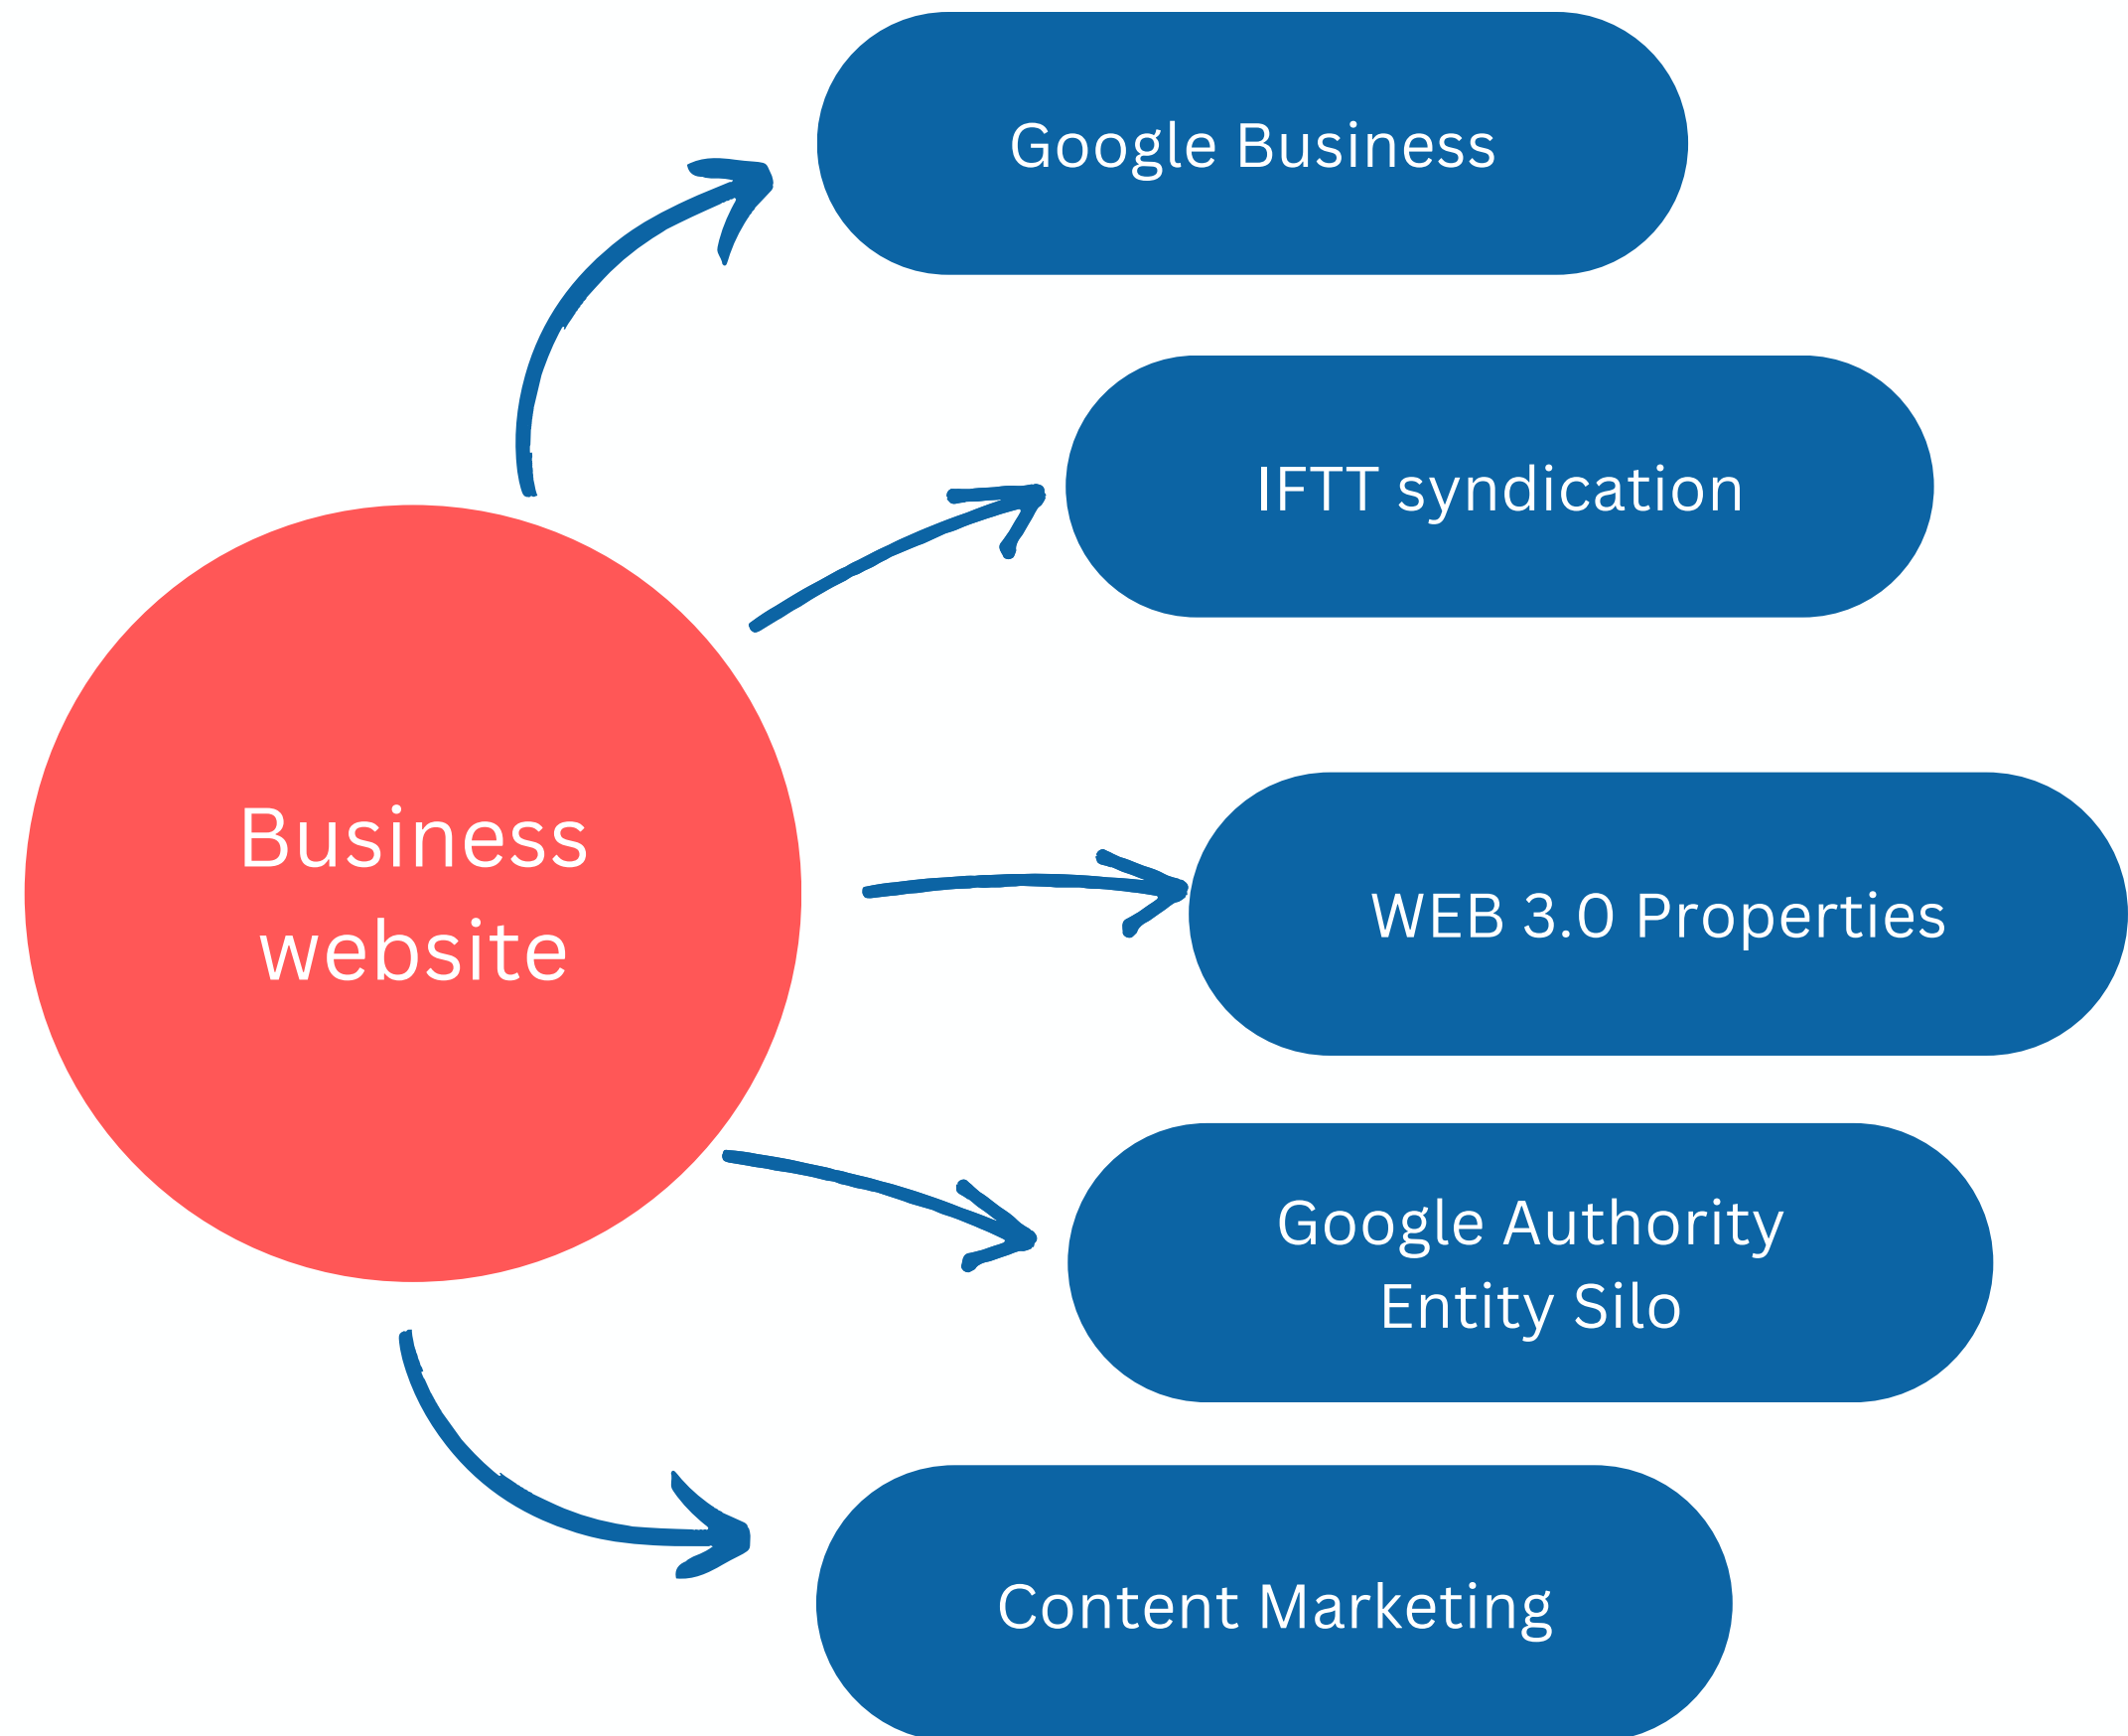 Google Business
IFTT syndication
Business
website
WEB 3.0 Properties
Google Authority
Entity Silo
Content Marketing